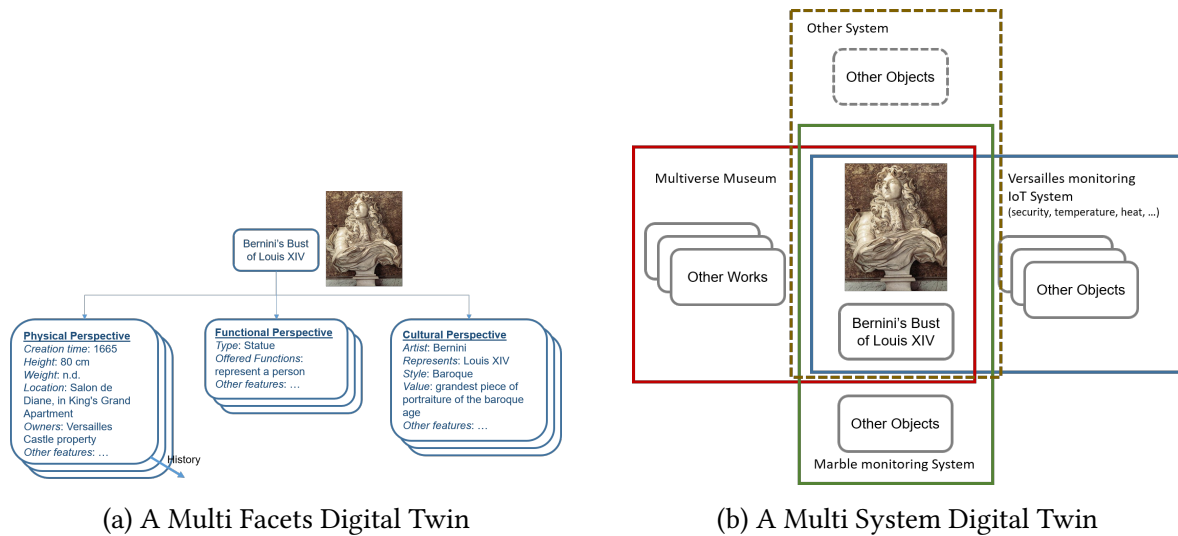 Bernini's Bust
of Louis XIV
Physical Perspective
Creation time: 1665
Height: 80 cm
Weight: n.d.
Location: Salon de
Diane, in King's Grand
Apartment
Owners: Versailles
Castle property
Other features: …
History
Functional Perspective
Type: Statue
Offered Functions:
represent a person
Other features: …
Cultural Perspective
Artist: Bernini
Represents: Louis XIV
Style: Baroque
Value: grandest piece of
portraiture of the baroque
age
Other features: …
(a) A Multi Facets Digital Twin
Other System
Other Objects
Multiverse Museum
Other Works
Bernini's Bust
of Louis XIV
Versailles monitoring
IoT System
(security, temperature, heat, …)
Other Objects
Other Objects
Marble monitoring System
(b) A Multi System Digital Twin